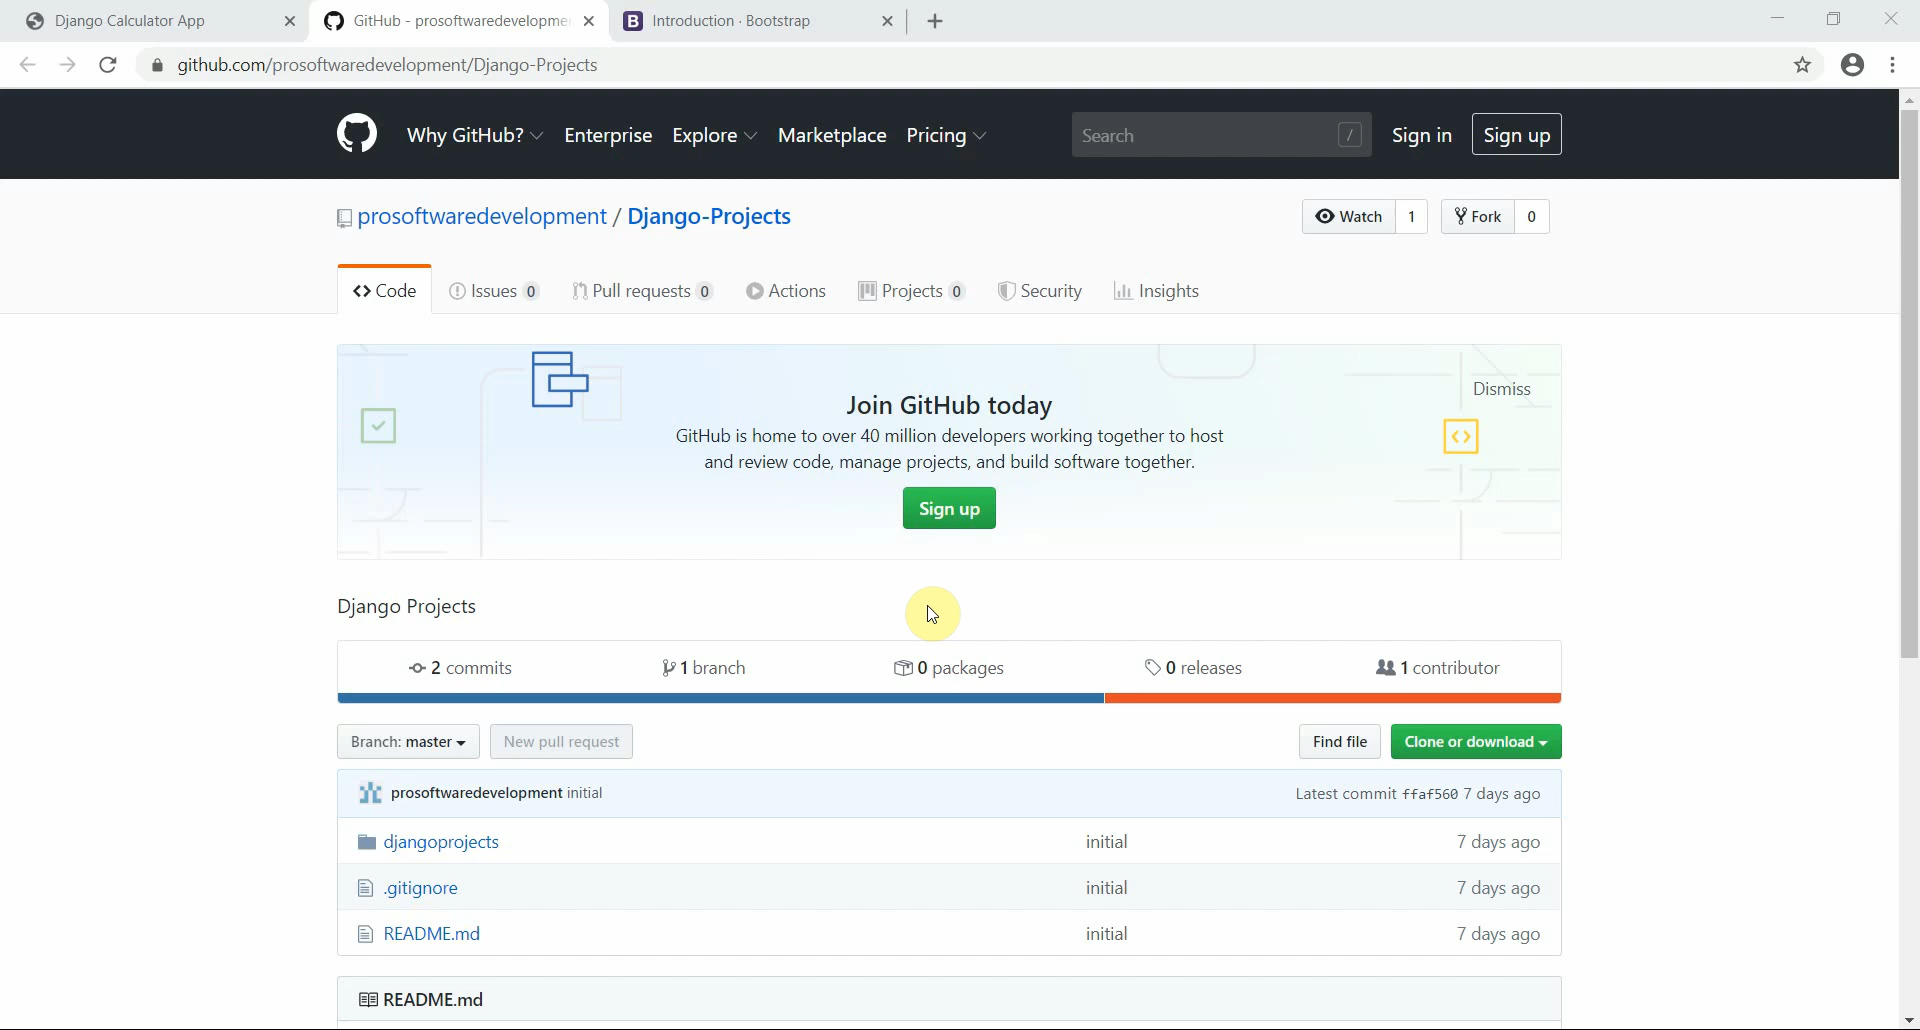 Django Calculator App
GitHub - prosoftwaredevelopme
Introduction · Bootstrap
github.com/prosoftwaredevelopment/Django-Projects
Why GitHub? Enterprise Explore Marketplace Pricing Search / Sign in Sign up
prosoftwaredevelopment / Django-Projects
Watch 1 Fork 0
Code Issues 0 Pull requests 0 Actions Projects 0 Security Insights
Dismiss
Join GitHub today
GitHub is home to over 40 million developers working together to host
and review code, manage projects, and build software together.
Sign up
Django Projects
2 commits 1 branch 0 packages 0 releases 1 contributor
Branch: master New pull request Find file Clone or download
prosoftwaredevelopment initial Latest commit ffaf560 7 days ago
djangoprojects initial 7 days ago
.gitignore initial 7 days ago
README.md initial 7 days ago
README.md